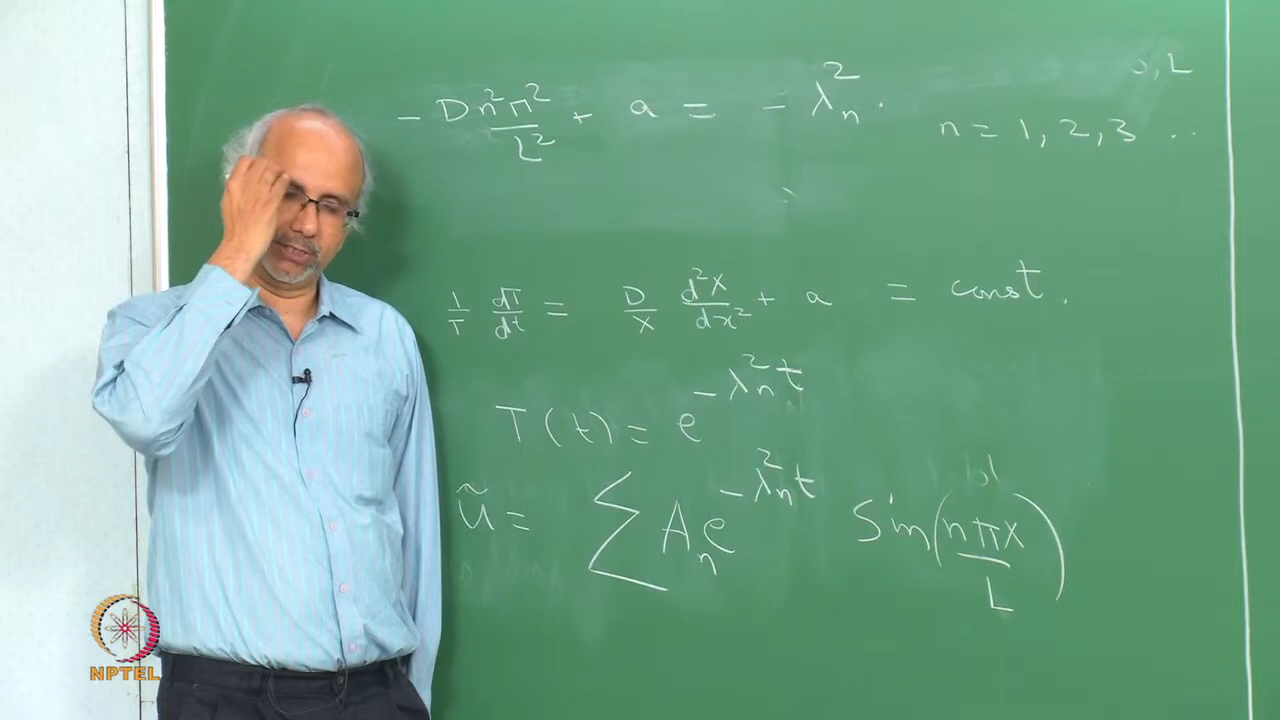 0, L
- Dn²π²/L² + a = - λₙ² .
n = 1, 2, 3 ...
1/T dT/dt = D/X d²X/dx² + a = const.
T(t) = e^{-λₙ²t}
ũ = ∑ Aₙ e^{-λₙ²t} Sin(nπx/L)
NPTEL